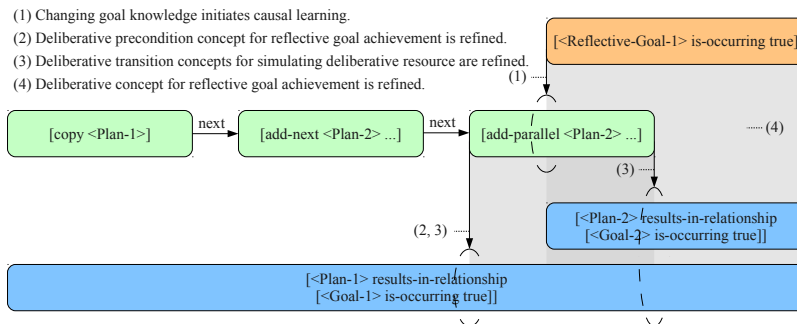 (1) Changing goal knowledge initiates causal learning.
(2) Deliberative precondition concept for reflective goal achievement is refined.
(3) Deliberative transition concepts for simulating deliberative resource are refined.
(4) Deliberative concept for reflective goal achievement is refined.
[<Reflective-Goal-1> is-occurring true]
(1)
next
next
[copy <Plan-1>]
[add-next <Plan-2> ...]
[add-parallel <Plan-2> ...]
(4)
(3)
[<Plan-2> results-in-relationship
[<Goal-2> is-occurring true]]
(2, 3)
[<Plan-1> results-in-relationship
[<Goal-1> is-occurring true]]